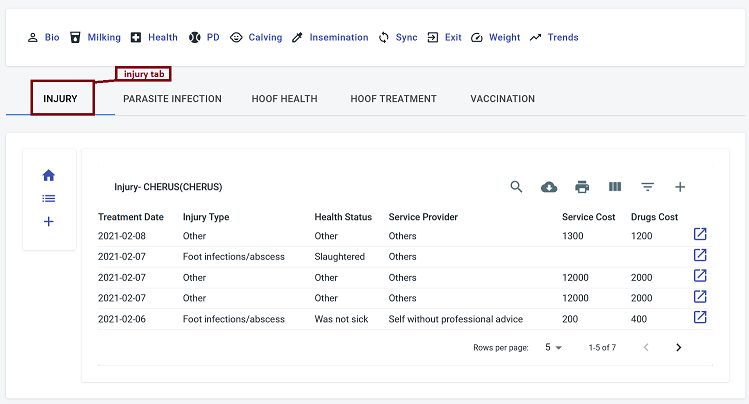 Bio Milking Health PD Calving Insemination Sync Exit Weight Trends
injury tab
INJURY PARASITE INFECTION HOOF HEALTH HOOF TREATMENT VACCINATION
Injury- CHERUS(CHERUS)
Treatment Date Injury Type Health Status Service Provider Service Cost Drugs Cost
2021-02-08 Other Other Others 1300 1200
2021-02-07 Foot infections/abscess Slaughtered Others
2021-02-07 Other Other Others 12000 2000
2021-02-07 Other Other Others 12000 2000
2021-02-06 Foot infections/abscess Was not sick Self without professional advice 200 400
Rows per page: 5 1-5 of 7